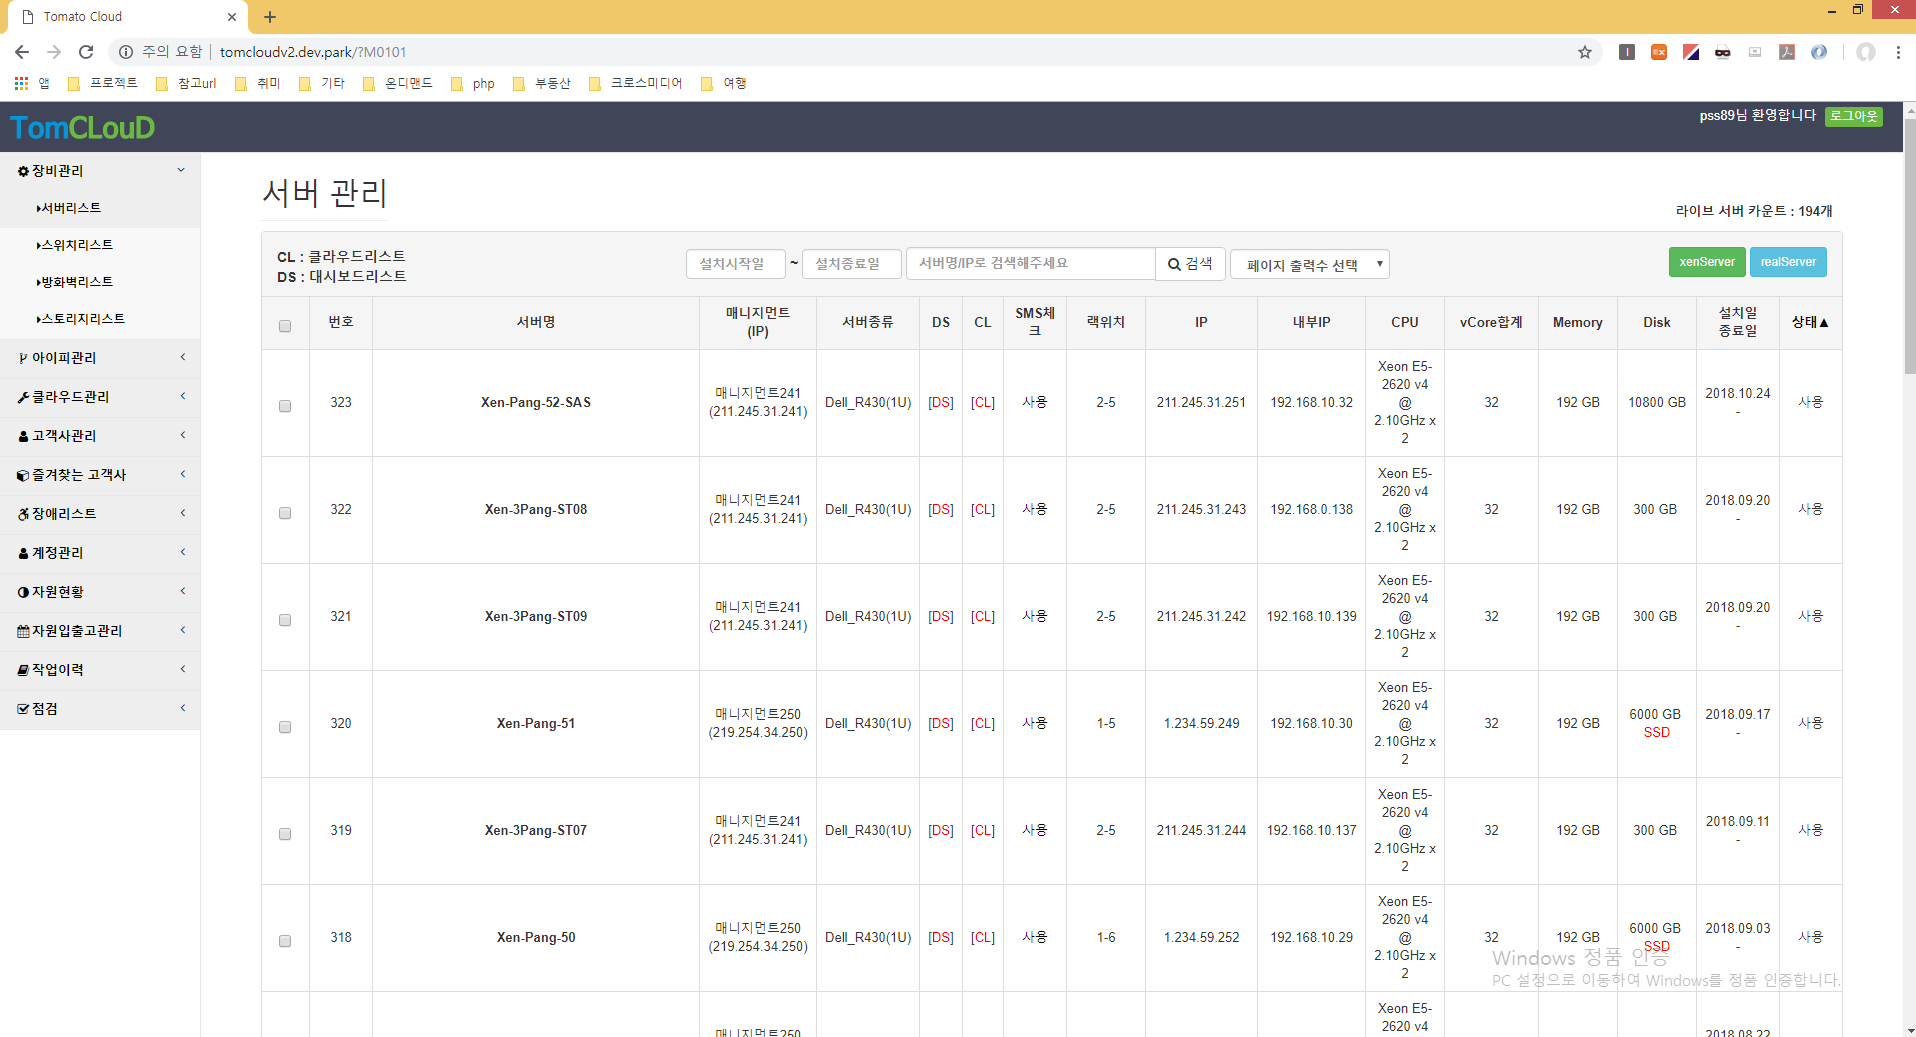 Tomato Cloud
주의 요함 tomcloudv2.dev.park/?M0101
앱 프로젝트 참고url 취미 기타 온디맨드 php 부동산 크로스미디어 여행
TomCLouD
pss89님 환영합니다 로그아웃
장비관리
서버리스트
스위치리스트
방화벽리스트
스토리지리스트
아이피관리
클라우드관리
고객사관리
즐겨찾는 고객사
장애리스트
계정관리
자원현황
자원입출고관리
작업이력
점검
서버 관리
라이브 서버 카운트 : 194개
CL : 클라우드리스트
DS : 대시보드리스트
설치시작일 ~ 설치종료일 서버명/IP로 검색해주세요 검색 페이지 출력수 선택 xenServer realServer
번호 서버명 매니지먼트 (IP) 서버종류 DS CL SMS체크 랙위치 IP 내부IP CPU vCore합계 Memory Disk 설치일 종료일 상태▲
323 Xen-Pang-52-SAS 매니지먼트241 (211.245.31.241) Dell_R430(1U) [DS] [CL] 사용 2-5 211.245.31.251 192.168.10.32 Xeon E5-2620 v4 @ 2.10GHz x 2 32 192 GB 10800 GB 2018.10.24 - 사용
322 Xen-3Pang-ST08 매니지먼트241 (211.245.31.241) Dell_R430(1U) [DS] [CL] 사용 2-5 211.245.31.243 192.168.0.138 Xeon E5-2620 v4 @ 2.10GHz x 2 32 192 GB 300 GB 2018.09.20 - 사용
321 Xen-3Pang-ST09 매니지먼트241 (211.245.31.241) Dell_R430(1U) [DS] [CL] 사용 2-5 211.245.31.242 192.168.10.139 Xeon E5-2620 v4 @ 2.10GHz x 2 32 192 GB 300 GB 2018.09.20 - 사용
320 Xen-Pang-51 매니지먼트250 (219.254.34.250) Dell_R430(1U) [DS] [CL] 사용 1-5 1.234.59.249 192.168.10.30 Xeon E5-2620 v4 @ 2.10GHz x 2 32 192 GB 6000 GB SSD 2018.09.17 - 사용
319 Xen-3Pang-ST07 매니지먼트241 (211.245.31.241) Dell_R430(1U) [DS] [CL] 사용 2-5 211.245.31.244 192.168.10.137 Xeon E5-2620 v4 @ 2.10GHz x 2 32 192 GB 300 GB 2018.09.11 - 사용
318 Xen-Pang-50 매니지먼트250 (219.254.34.250) Dell_R430(1U) [DS] [CL] 사용 1-6 1.234.59.252 192.168.10.29 Xeon E5-2620 v4 @ 2.10GHz x 2 32 192 GB 6000 GB SSD 2018.09.03 - 사용
매니지먼트250 Xeon E5-2620 v4 2018.08.22
Windows 정품 인증
PC 설정으로 이동하여 Windows를 정품 인증합니다.